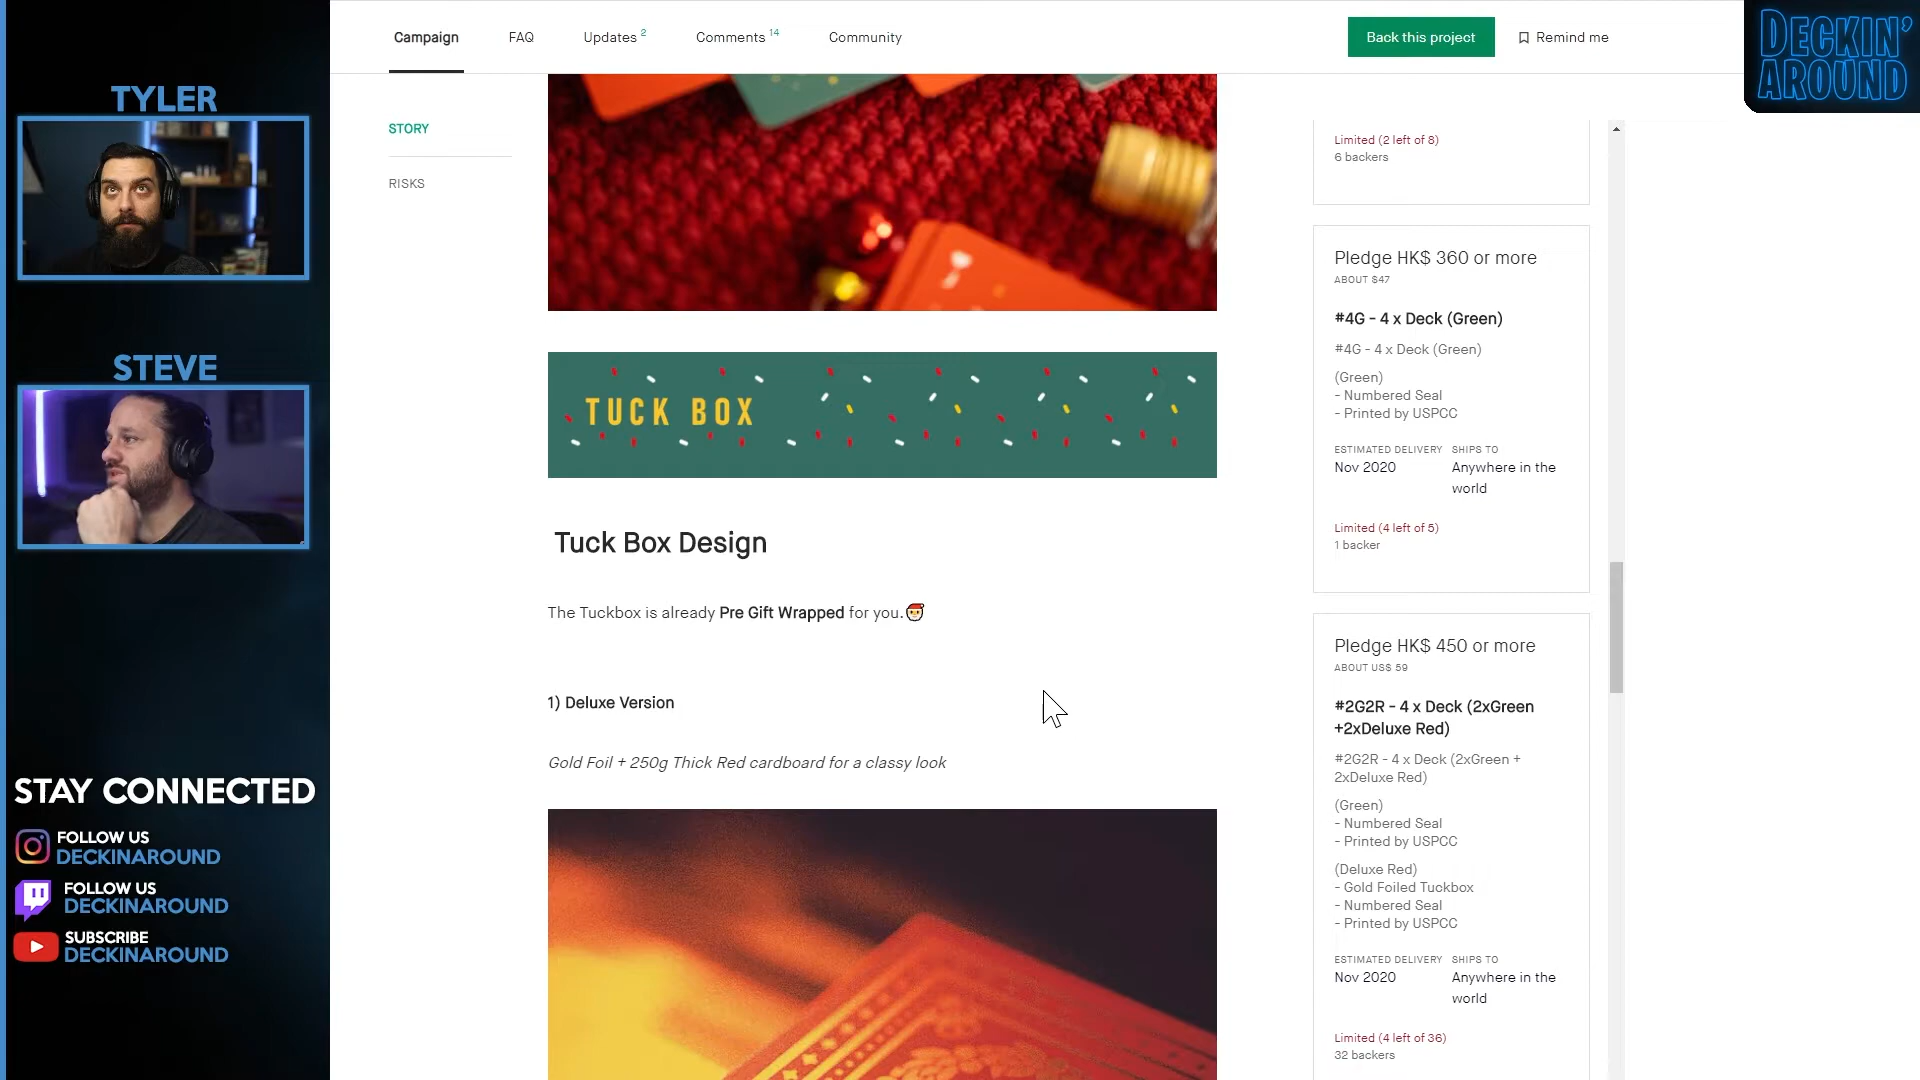 TYLER
STEVE
STAY CONNECTED
FOLLOW US
DECKINAROUND
FOLLOW US
DECKINAROUND
SUBSCRIBE
DECKINAROUND
Campaign
FAQ
Updates 2
Comments 14
Community
Back this project
Remind me
DECKIN'
AROUND
STORY
RISKS
TUCK BOX
Tuck Box Design
The Tuckbox is already Pre Gift Wrapped for you.🎅
1) Deluxe Version
Gold Foil + 250g Thick Red cardboard for a classy look
Limited (2 left of 8)
6 backers
Pledge HK$ 360 or more
ABOUT $47
#4G - 4 x Deck (Green)
#4G - 4 x Deck (Green)
(Green)
- Numbered Seal
- Printed by USPCC
ESTIMATED DELIVERY SHIPS TO
Nov 2020 Anywhere in the
world
Limited (4 left of 5)
1 backer
Pledge HK$ 450 or more
ABOUT US$ 59
#2G2R - 4 x Deck (2xGreen
+2xDeluxe Red)
#2G2R - 4 x Deck (2xGreen +
2xDeluxe Red)
(Green)
- Numbered Seal
- Printed by USPCC
(Deluxe Red)
- Gold Foiled Tuckbox
- Numbered Seal
- Printed by USPCC
ESTIMATED DELIVERY SHIPS TO
Nov 2020 Anywhere in the
world
Limited (4 left of 36)
32 backers